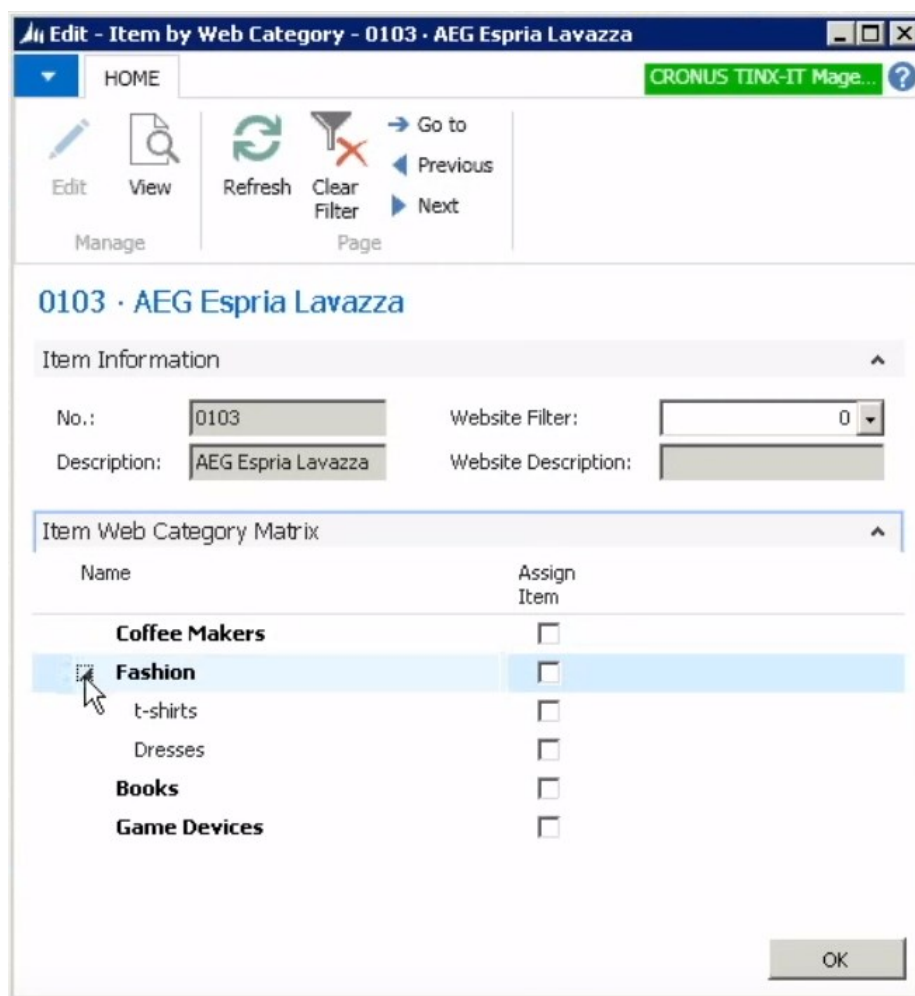 Edit - Item by Web Category - 0103 · AEG Espria Lavazza
HOME
CRONUS TINX-IT Mage...
Edit
View
Refresh
Clear
Filter
Go to
Previous
Next
Manage
Page
0103 · AEG Espria Lavazza
Item Information
No.: 0103 Website Filter: 0
Description: AEG Espria Lavazza Website Description:
Item Web Category Matrix
Name Assign
Item
Coffee Makers
Fashion
t-shirts
Dresses
Books
Game Devices
OK